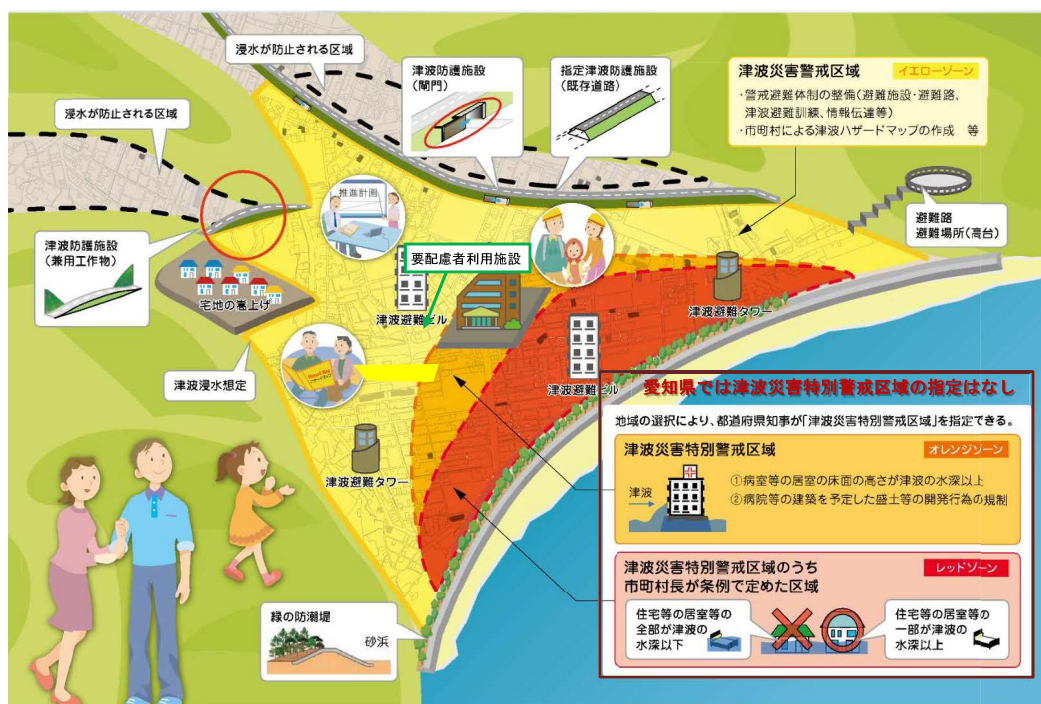 浸水が防止される区域
浸水が防止される区域
津波防護施設
（閘門）
指定津波防護施設
（既存道路）
津波災害警戒区域
イエローゾーン
・警戒避難体制の整備（避難施設・避難路、
津波避難訓練、情報伝達等）
・市町村による津波ハザードマップの作成　等
推進計画
避難路
避難場所（高台）
津波防護施設
（兼用工作物）
要配慮者利用施設
宅地の嵩上げ
津波避難ビル
津波避難タワー
津波浸水想定
津波避難ビル
津波避難タワー
愛知県では津波災害特別警戒区域の指定はなし
地域の選択により、都道府県知事が「津波災害特別警戒区域」を指定できる。
津波災害特別警戒区域
オレンジゾーン
津波
①病室等の居室の床面の高さが津波の水深以上
②病院等の建築を予定した盛土等の開発行為の規制
津波災害特別警戒区域のうち
市町村長が条例で定めた区域
レッドゾーン
住宅等の居室等の
全部が津波の
水深以下
住宅等の居室等の
一部が津波の
水深以上
緑の防潮堤
砂浜